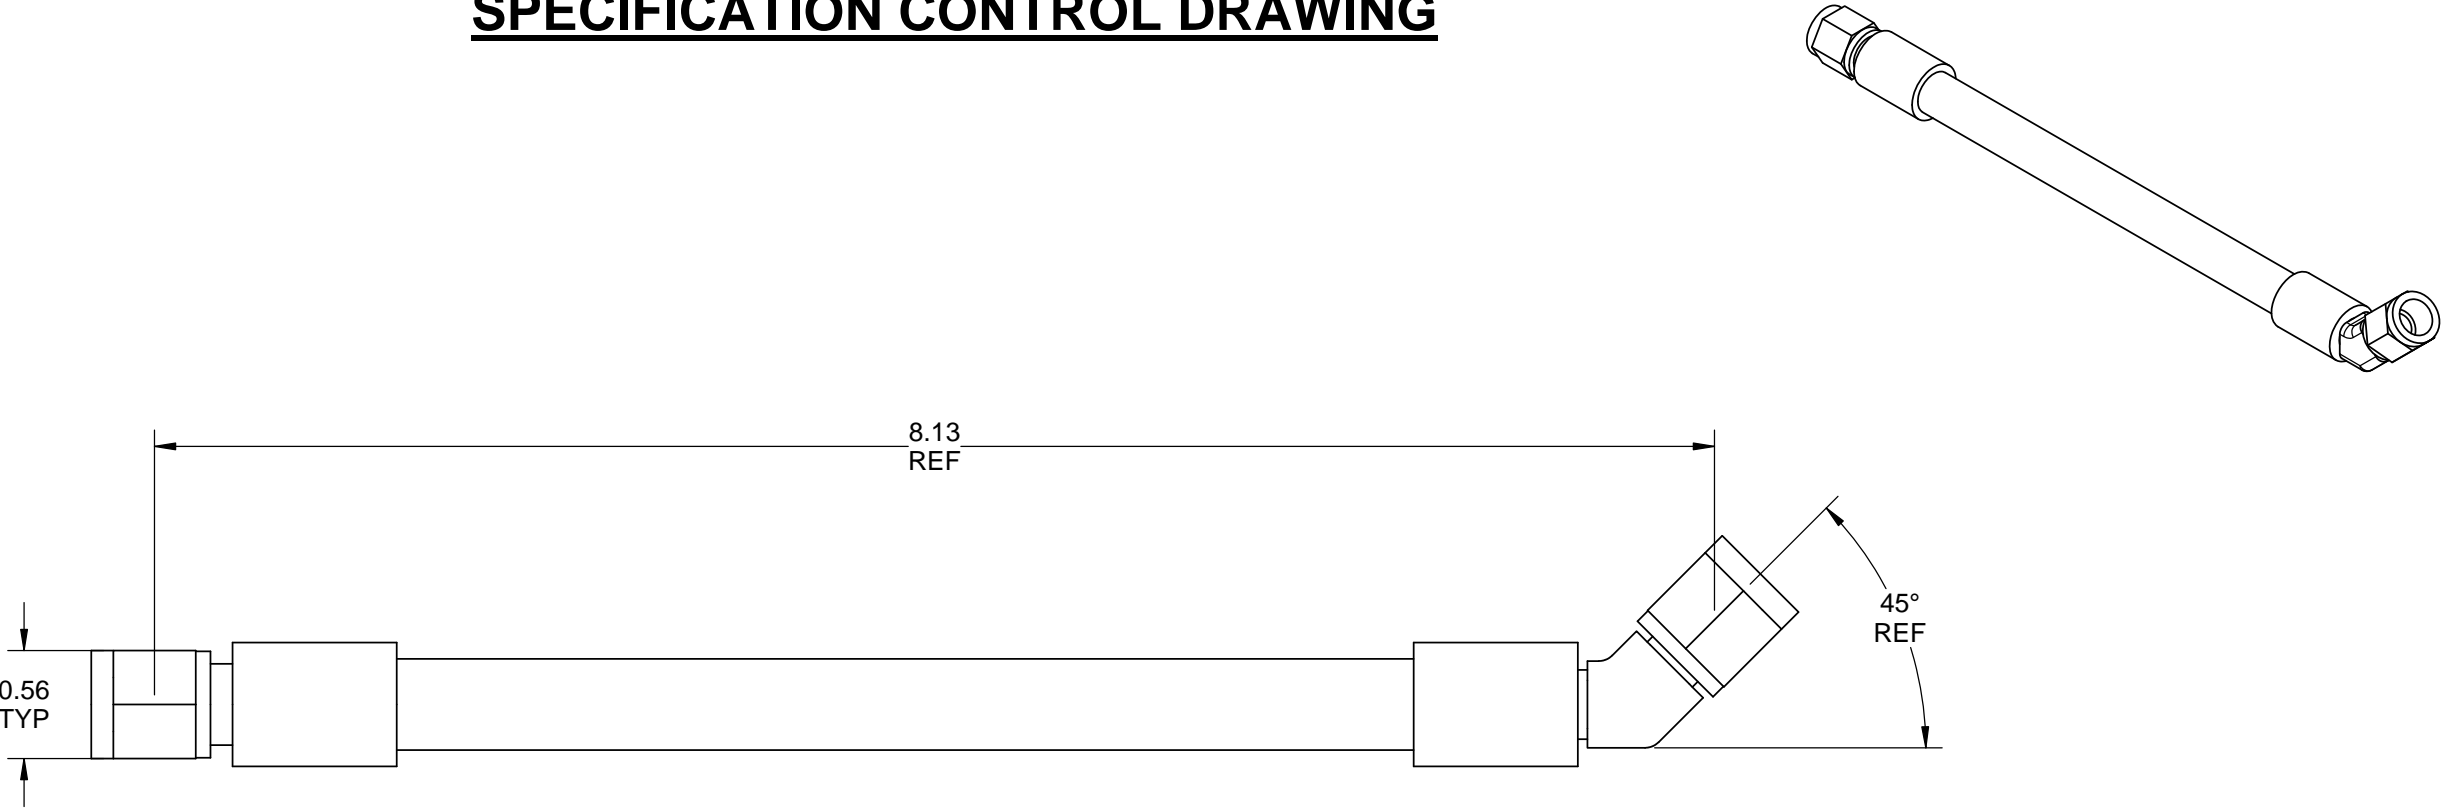 SPECIFICATION CONTROL DRAWING
8.13
REF
45°
REF
0.56
TYP